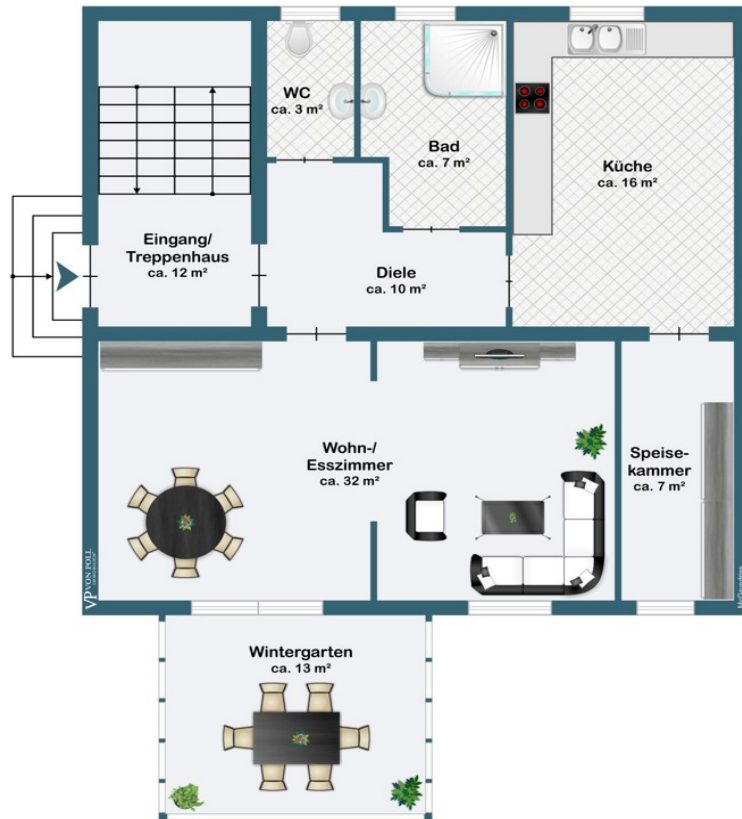 WC
ca. 3 m²
Bad
ca. 7 m²
Küche
ca. 16 m²
Eingang/
Treppenhaus
ca. 12 m²
Diele
ca. 10 m²
Wohn-/
Esszimmer
ca. 32 m²
Speise-
kammer
ca. 7 m²
VP VON POLL
IMMOBILIEN
McGrundriss
Wintergarten
ca. 13 m²